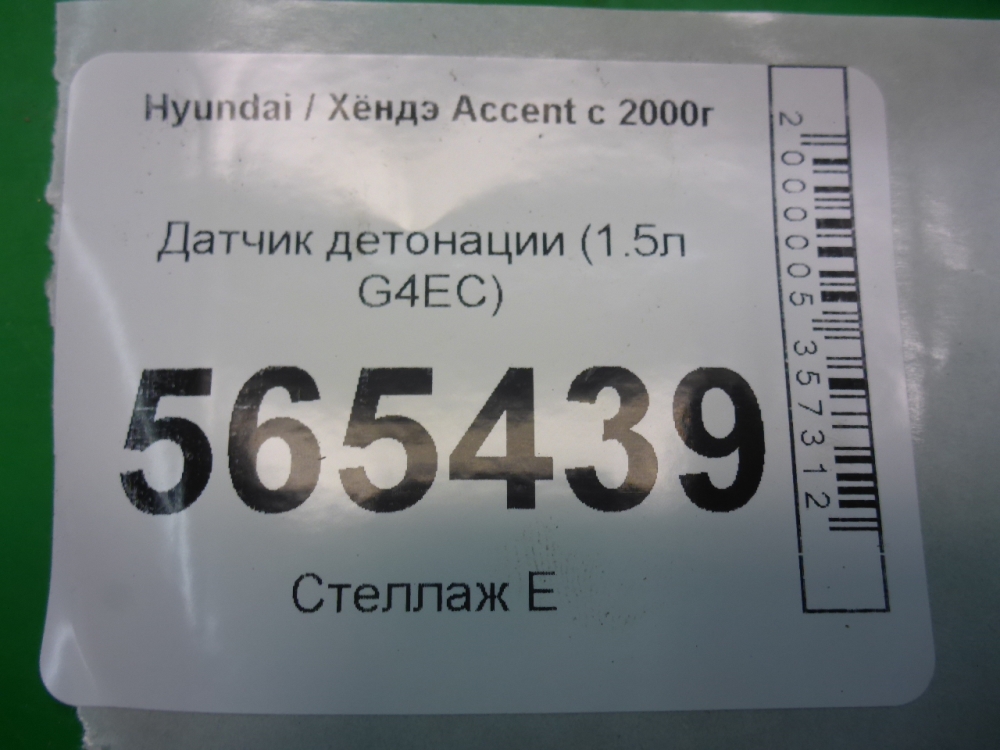 Hyundai / Хёндэ Accent с 2000г
Датчик детонации (1.5л
G4EC)
565439
Стеллаж Е
2000005357312